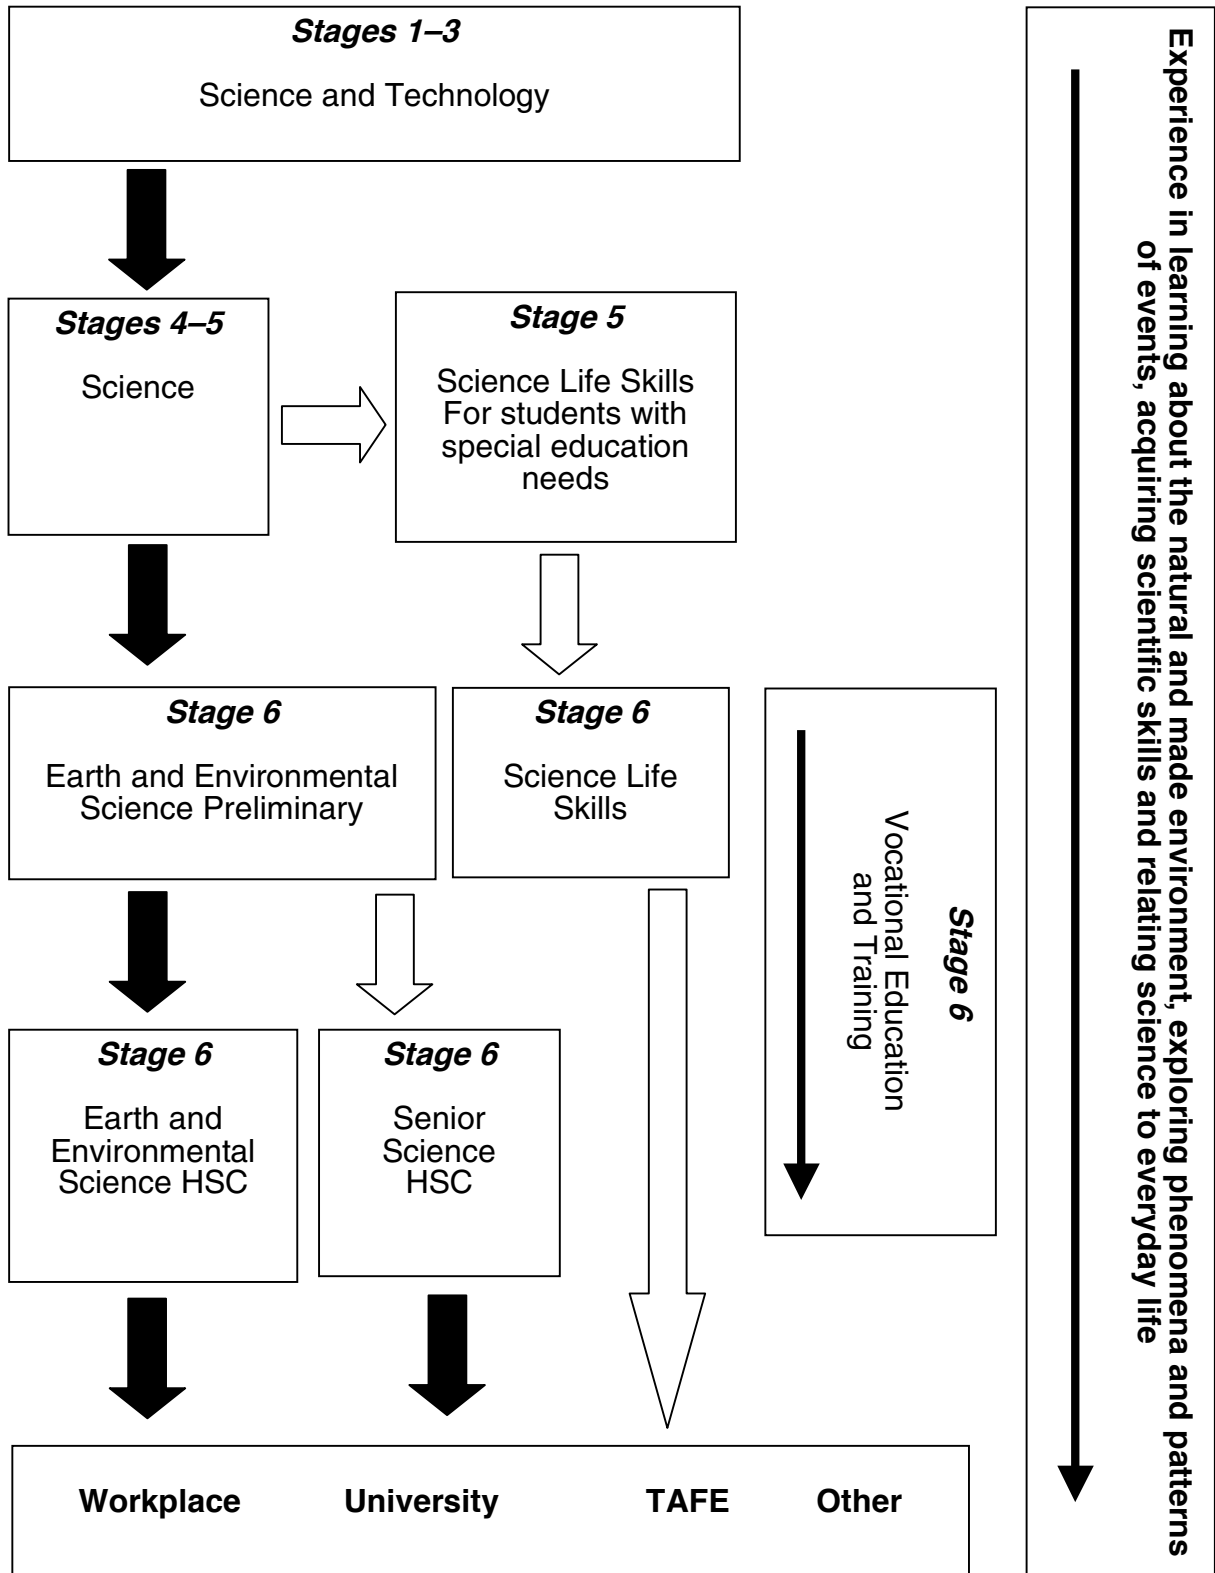 Stages 1–3
Science and Technology
Stages 4–5
Science
Stage 5
Science Life Skills
For students with
special education
needs
Stage 6
Earth and Environmental
Science Preliminary
Stage 6
Science Life
Skills
Stage 6
Vocational Education
and Training
Stage 6
Earth and
Environmental
Science HSC
Stage 6
Senior
Science
HSC
Workplace
University
TAFE
Other
Experience in learning about the natural and made environment, exploring phenomena and patterns
of events, acquiring scientific skills and relating science to everyday life